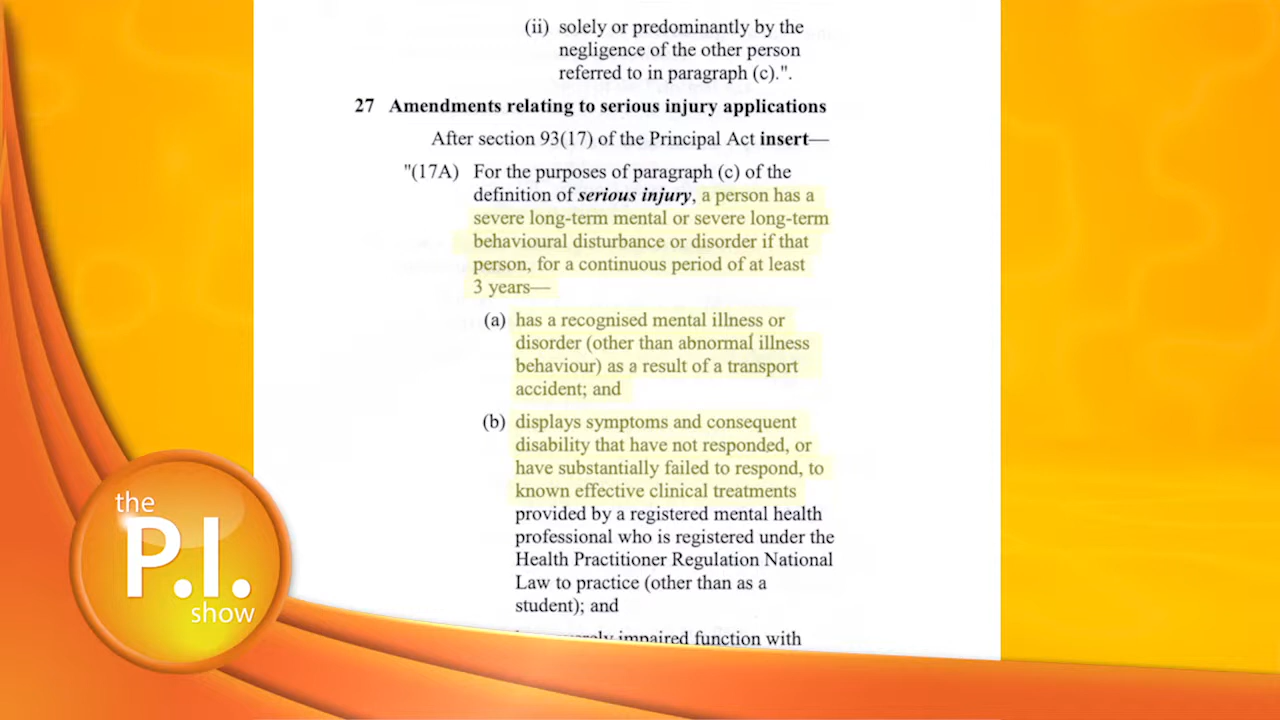 (ii) solely or predominantly by the
negligence of the other person
referred to in paragraph (c).".
27 Amendments relating to serious injury applications
After section 93(17) of the Principal Act insert—
"(17A) For the purposes of paragraph (c) of the
definition of serious injury, a person has a
severe long-term mental or severe long-term
behavioural disturbance or disorder if that
person, for a continuous period of at least
3 years—
(a) has a recognised mental illness or
disorder (other than abnormal illness
behaviour) as a result of a transport
accident; and
(b) displays symptoms and consequent
disability that have not responded, or
have substantially failed to respond, to
known effective clinical treatments
provided by a registered mental health
professional who is registered under the
Health Practitioner Regulation National
Law to practice (other than as a
student); and
impaired function with
the
P.I.
show